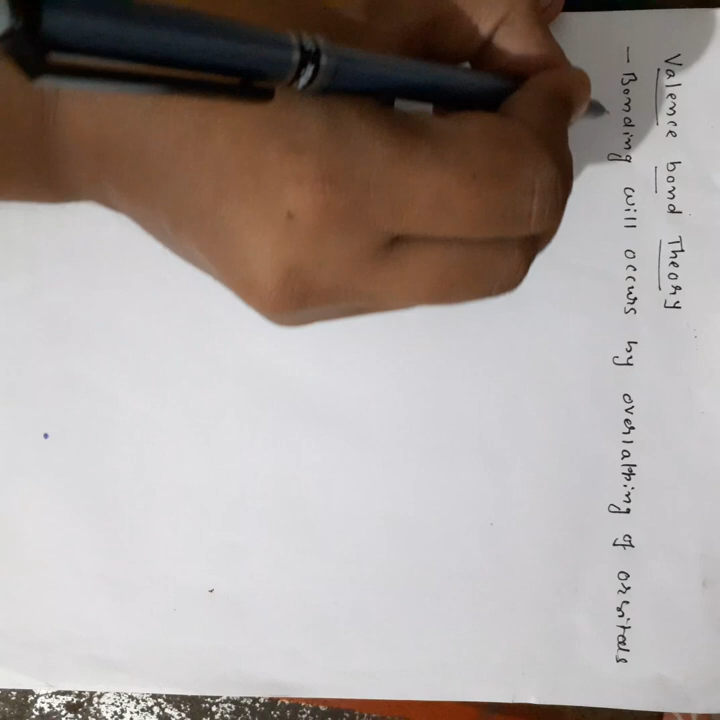 Valence bond Theory
- Bonding will occurs by overlapping of orbitals